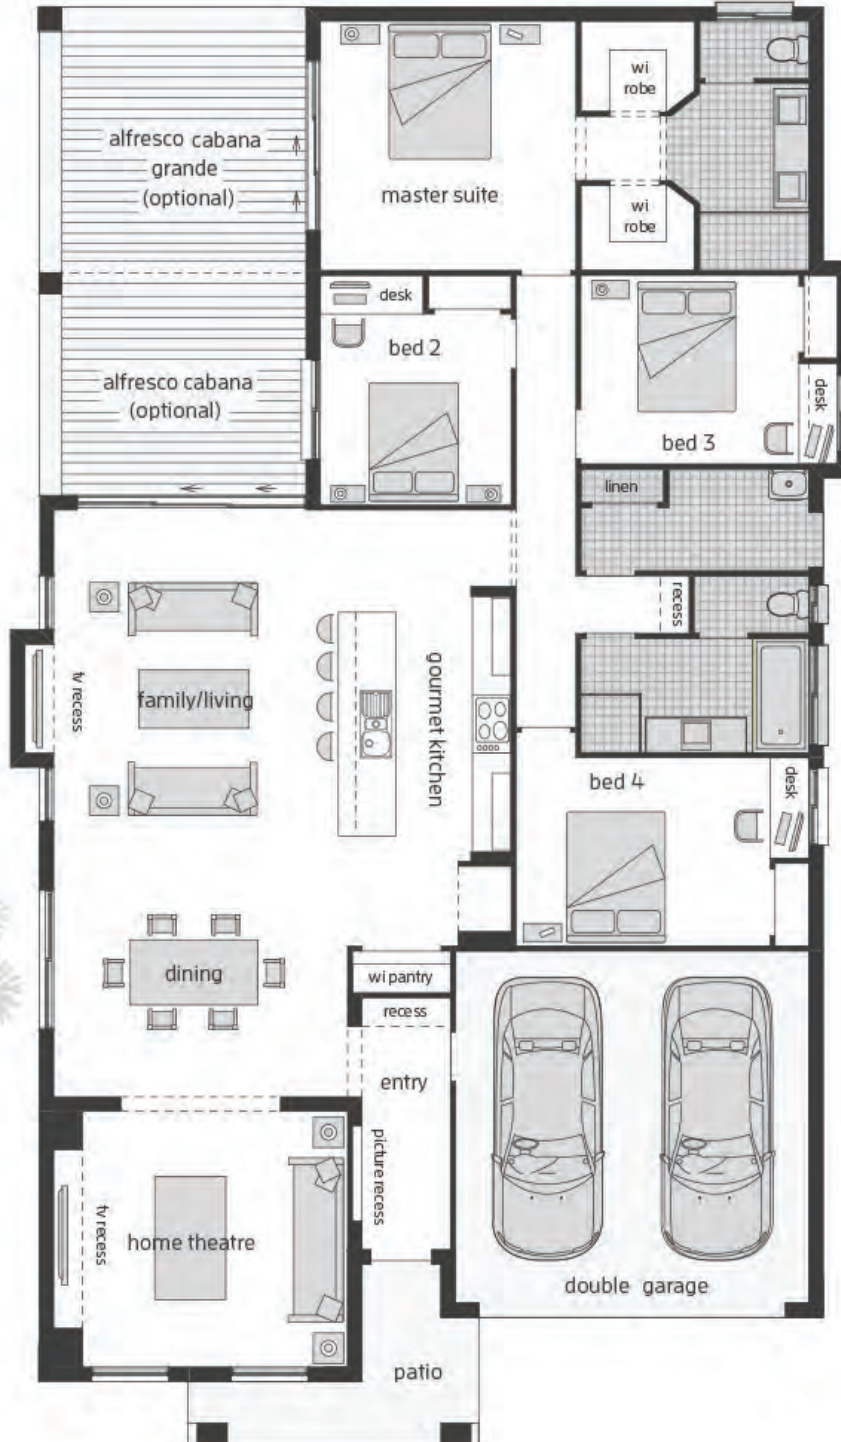 alfresco cabana
grande
(optional)
master suite
wi
robe
wi
robe
desk
bed 2
alfresco cabana
(optional)
bed 3
desk
linen
recess
family/living
tv recess
gourmet kitchen
bed 4
desk
dining
wi pantry
recess
entry
picture recess
tv recess
home theatre
double garage
patio